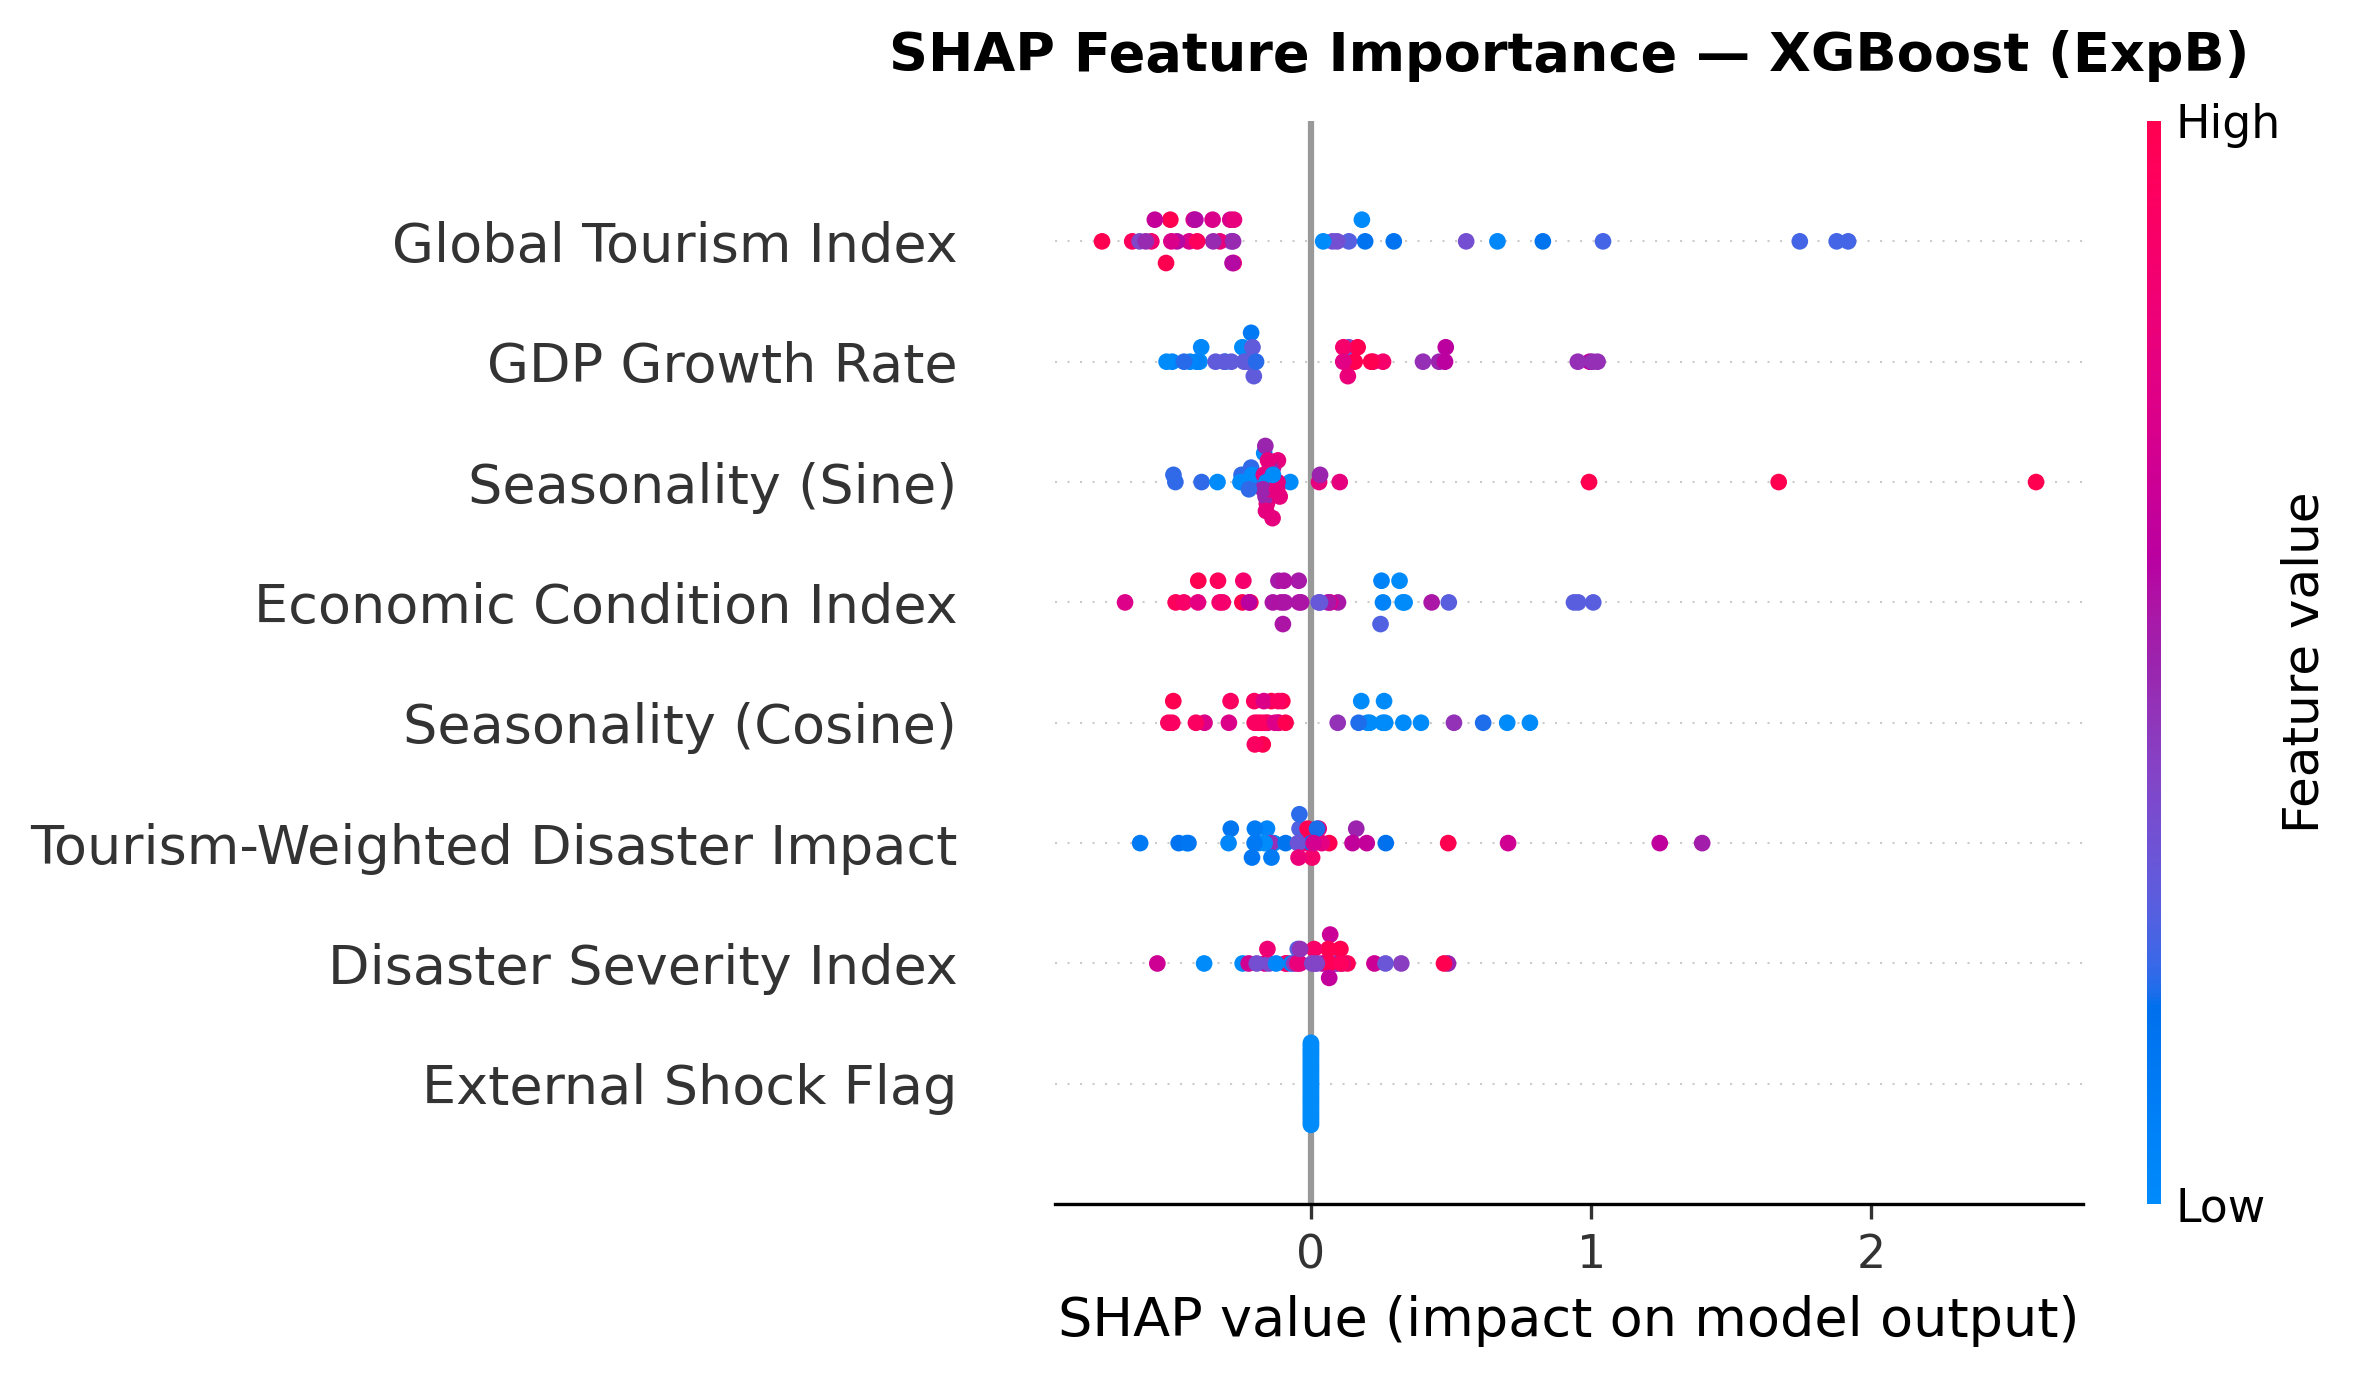 SHAP Feature Importance — XGBoost (ExpB)
High
Global Tourism Index
GDP Growth Rate
Seasonality (Sine)
Economic Condition Index
Seasonality (Cosine)
Tourism-Weighted Disaster Impact
Disaster Severity Index
External Shock Flag
Feature value
Low
0 1 2
SHAP value (impact on model output)